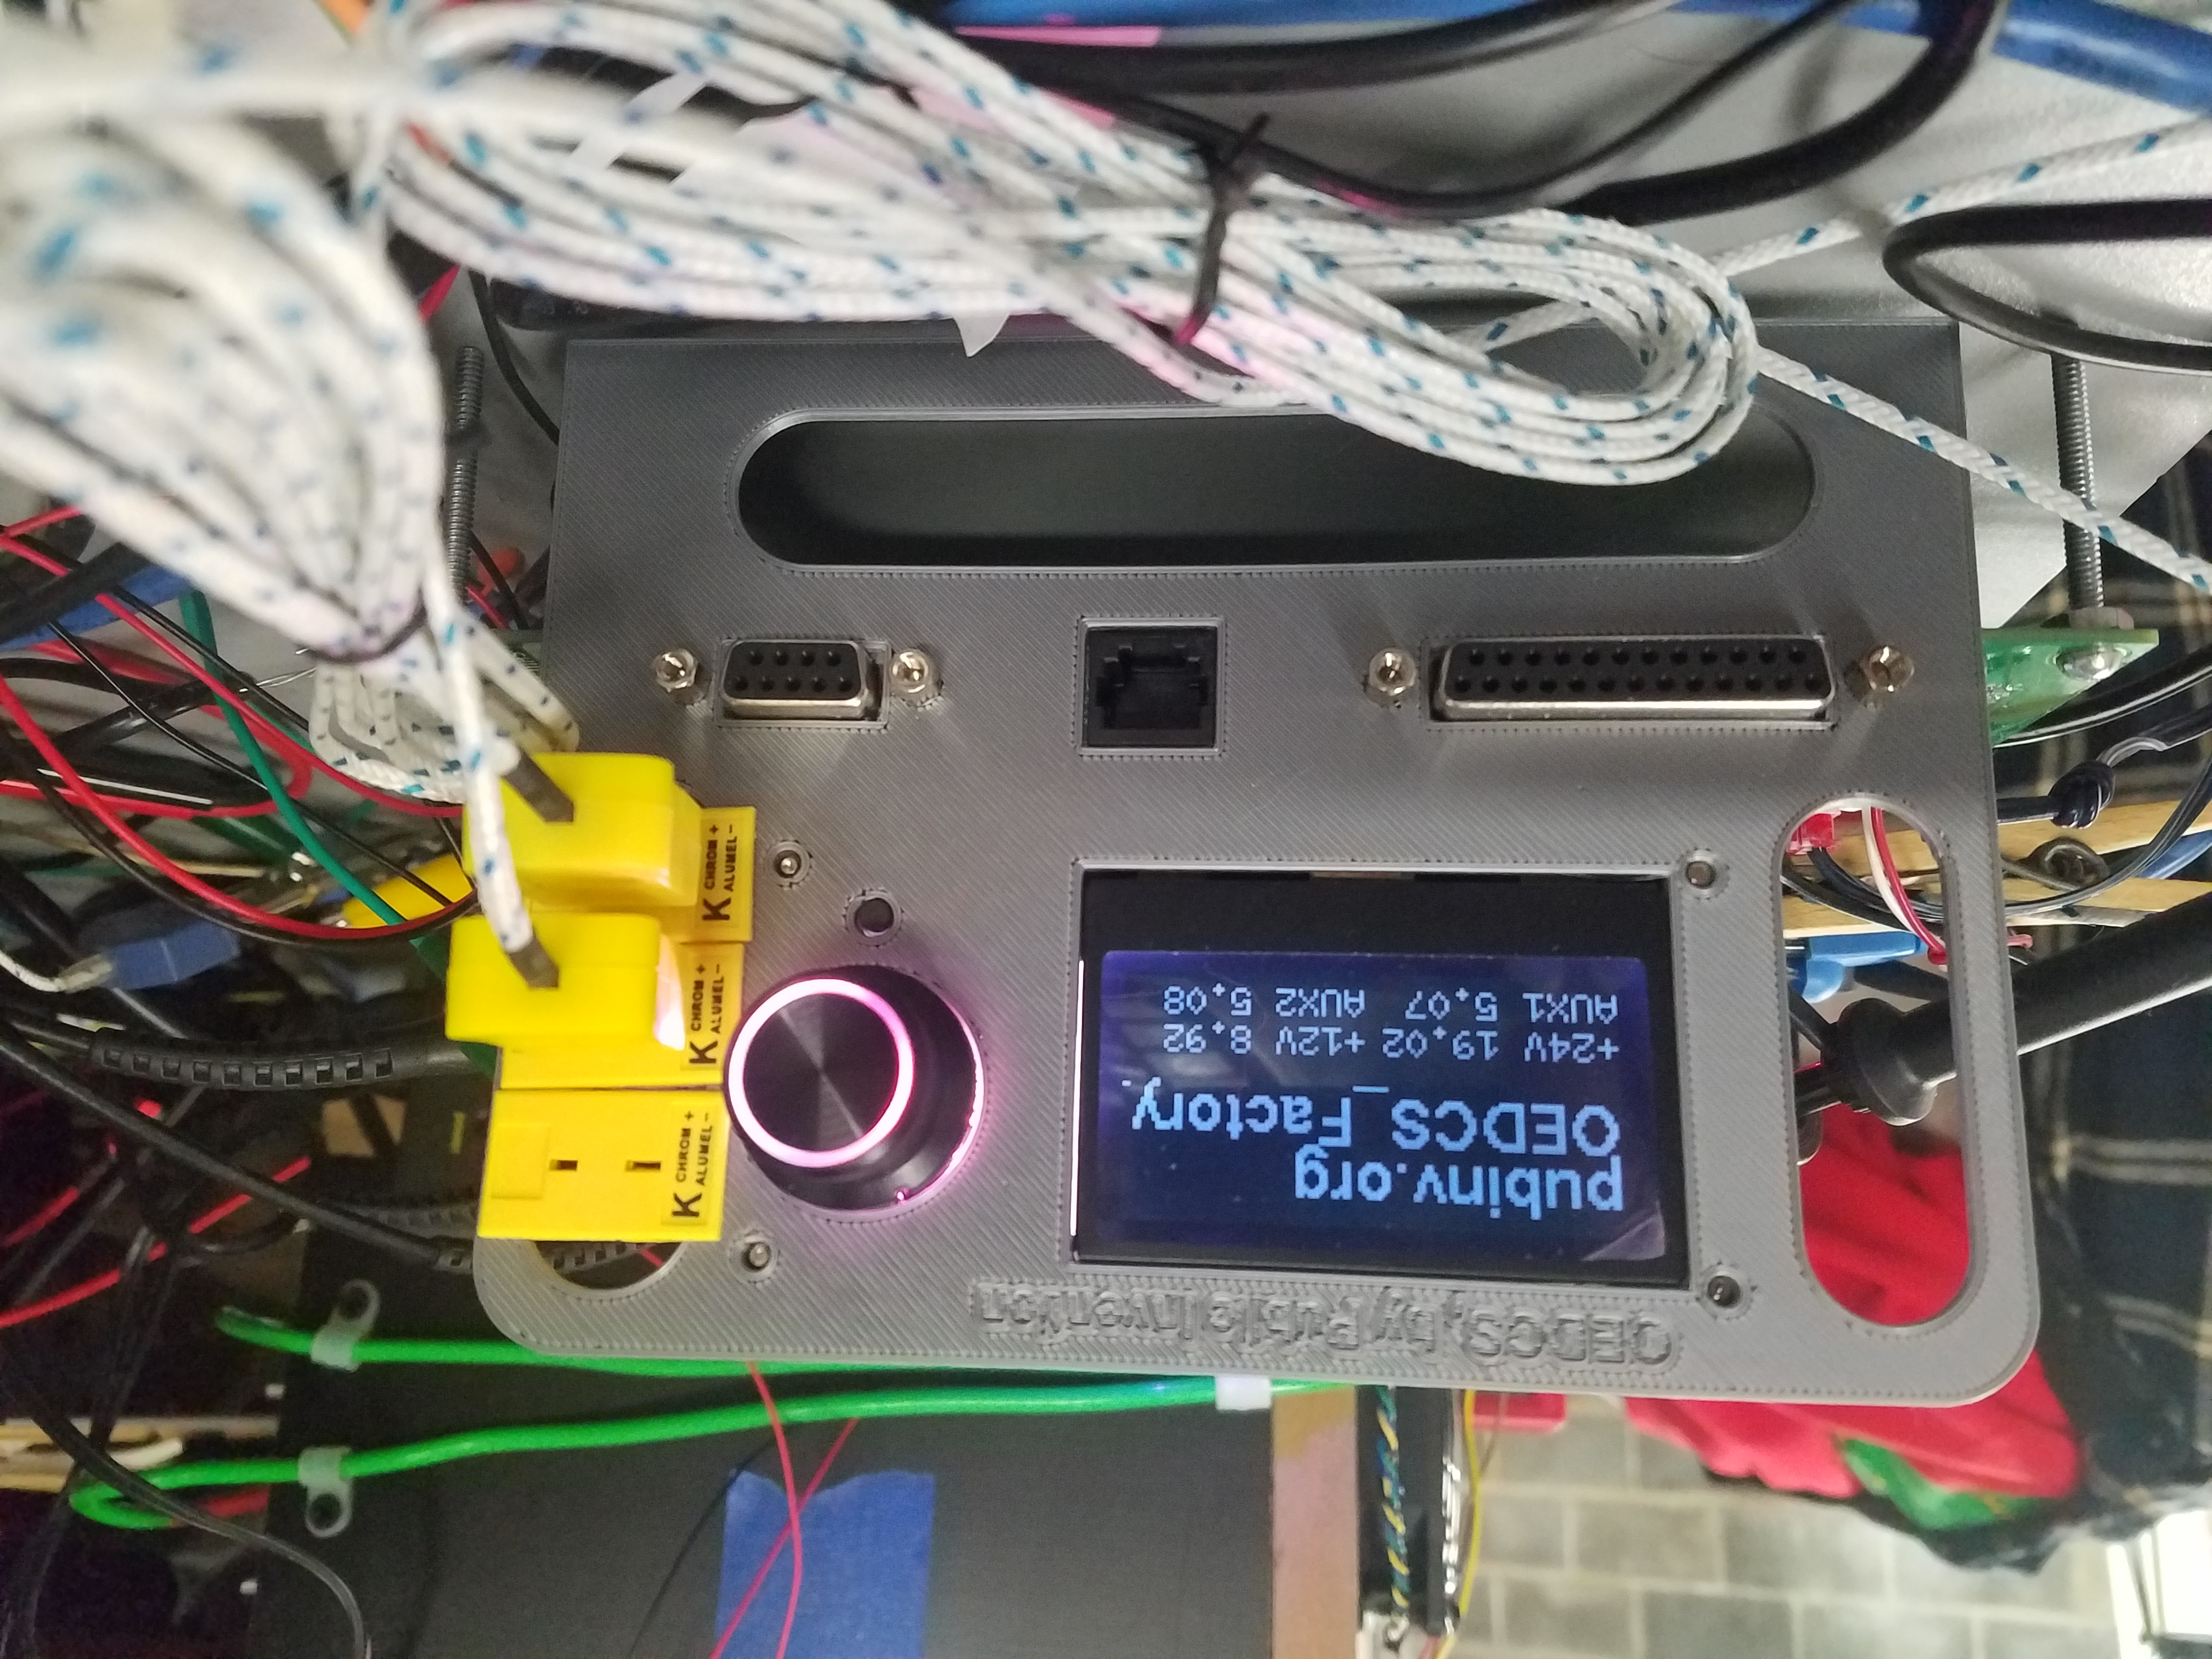 OEDCS, by Public Invention
pubinv.org
OEDCS_Factory.
+24V 19.02 +12V 8.92
AUX1 5.07 AUX2 5.08
K
CHROM +
ALUMEL -
K
CHROM +
ALUMEL -
K
CHROM +
ALUMEL -